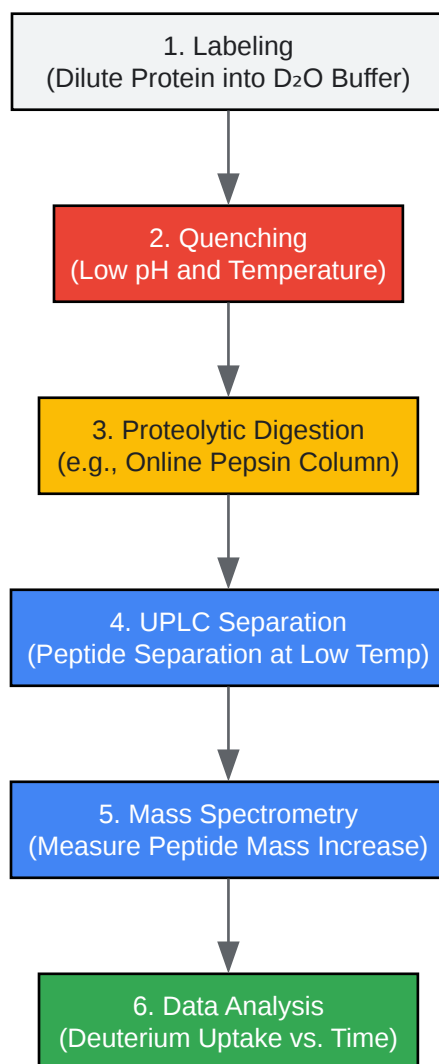 1. Labeling
(Dilute Protein into D₂O Buffer)
2. Quenching
(Low pH and Temperature)
3. Proteolytic Digestion
(e.g., Online Pepsin Column)
4. UPLC Separation
(Peptide Separation at Low Temp)
5. Mass Spectrometry
(Measure Peptide Mass Increase)
6. Data Analysis
(Deuterium Uptake vs. Time)